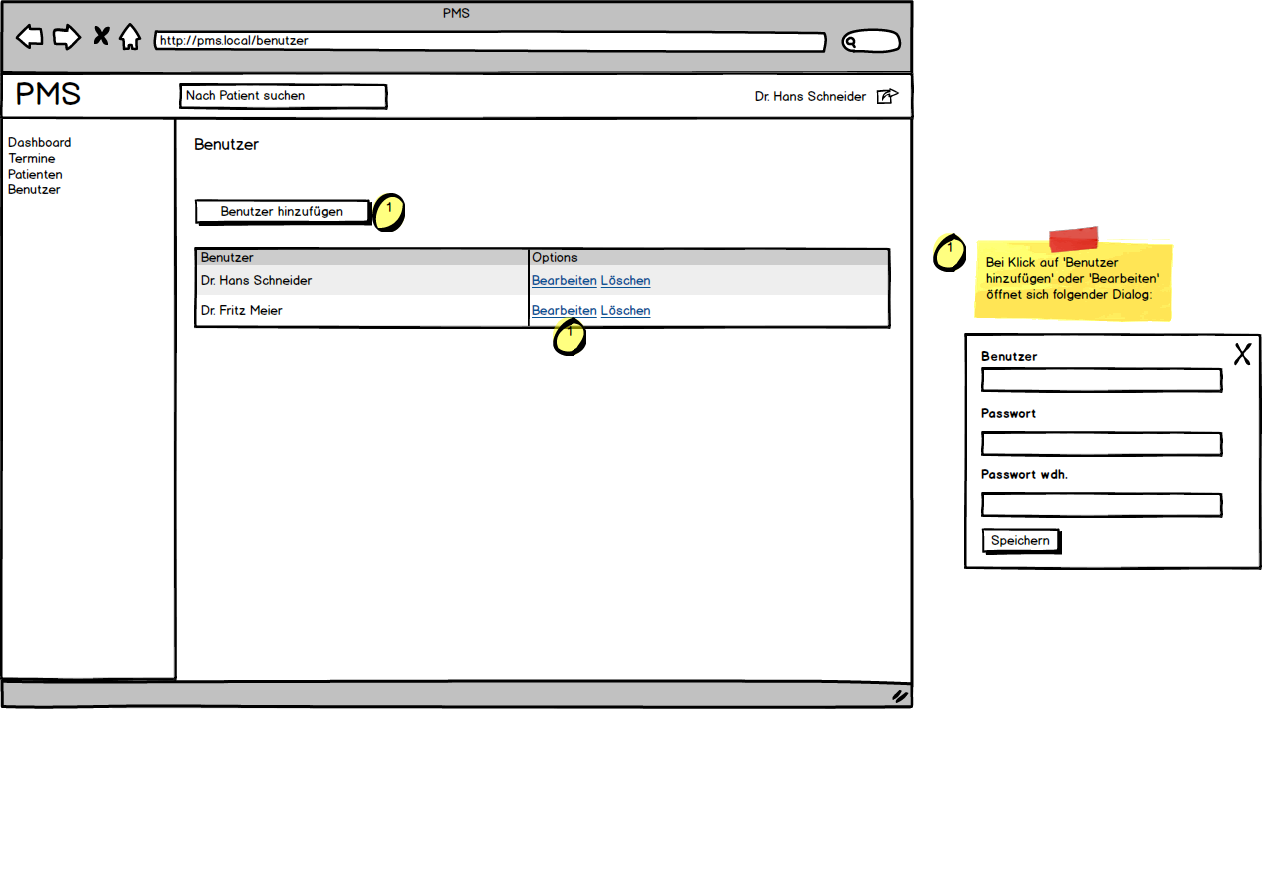 PMS
http://pms.local/benutzer
PMS
Nach Patient suchen
Dr. Hans Schneider
Dashboard
Termine
Patienten
Benutzer
Benutzer
Benutzer hinzufügen
1
Benutzer Options
Dr. Hans Schneider Bearbeiten Löschen
Dr. Fritz Meier Bearbeiten Löschen
1
1
Bei Klick auf 'Benutzer
hinzufügen' oder 'Bearbeiten'
öffnet sich folgender Dialog:
Benutzer
Passwort
Passwort wdh.
Speichern